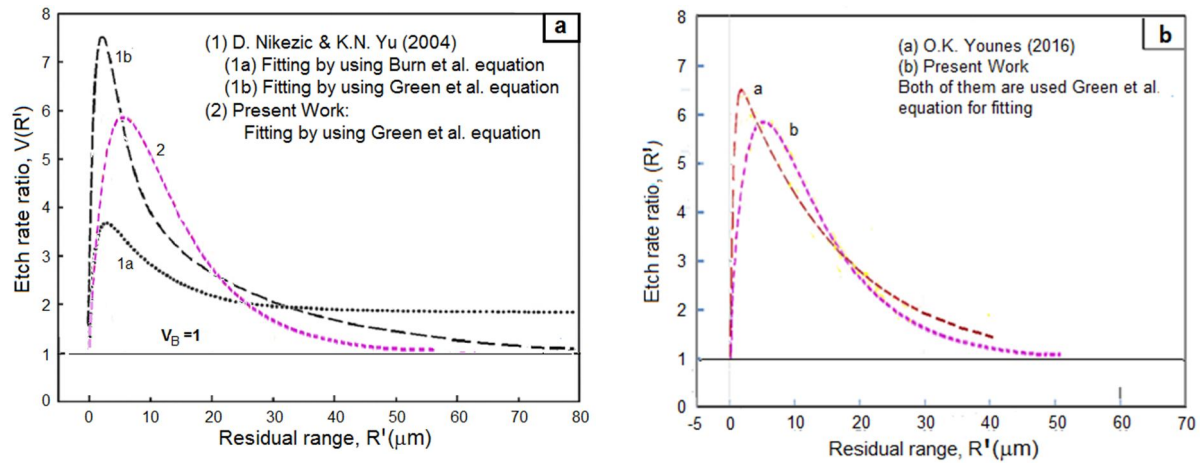 a
(1) D. Nikezic & K.N. Yu (2004)
(1a) Fitting by using Burn et al. equation
(1b) Fitting by using Green et al. equation
(2) Present Work:
Fitting by using Green et al. equation
1b
2
1a
V_B =1
Etch rate ratio, V(R')
8
7
6
5
4
3
2
1
0
0 10 20 30 40 50 60 70 80
Residual range, R'(μm)
b
(a) O.K. Younes (2016)
(b) Present Work
Both of them are used Green et al.
equation for fitting
a
b
Etch rate ratio, (R')
8
7
6
5
4
3
2
1
0
-5 0 10 20 30 40 50 60 70
Residual range, R'(μm)